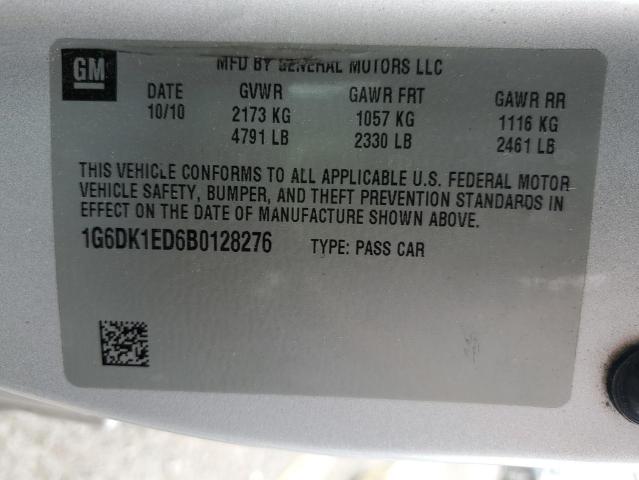 GM
MFD BY GENERAL MOTORS LLC
DATE GVWR GAWR FRT GAWR RR
10/10 2173 KG 1057 KG 1116 KG
4791 LB 2330 LB 2461 LB
THIS VEHICLE CONFORMS TO ALL APPLICABLE U.S. FEDERAL MOTOR
VEHICLE SAFETY, BUMPER, AND THEFT PREVENTION STANDARDS IN
EFFECT ON THE DATE OF MANUFACTURE SHOWN ABOVE.
1G6DK1ED6B0128276 TYPE: PASS CAR